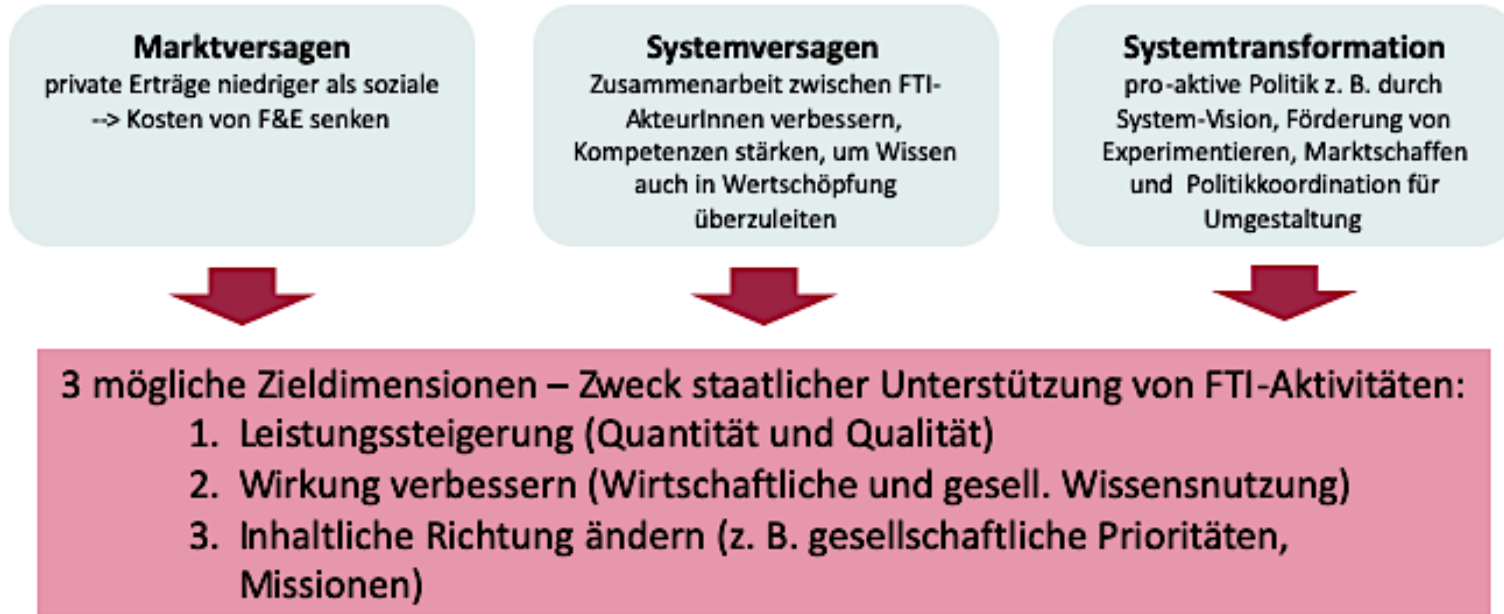 Marktversagen
private Erträge niedriger als soziale
--> Kosten von F&E senken
Systemversagen
Zusammenarbeit zwischen FTI-
AkteurInnen verbessern,
Kompetenzen stärken, um Wissen
auch in Wertschöpfung
überzuleiten
Systemtransformation
pro-aktive Politik z. B. durch
System-Vision, Förderung von
Experimentieren, Marktschaffen
und Politikkoordination für
Umgestaltung
3 mögliche Zieldimensionen – Zweck staatlicher Unterstützung von FTI-Aktivitäten:
1. Leistungssteigerung (Quantität und Qualität)
2. Wirkung verbessern (Wirtschaftliche und gesell. Wissensnutzung)
3. Inhaltliche Richtung ändern (z. B. gesellschaftliche Prioritäten,
Missionen)